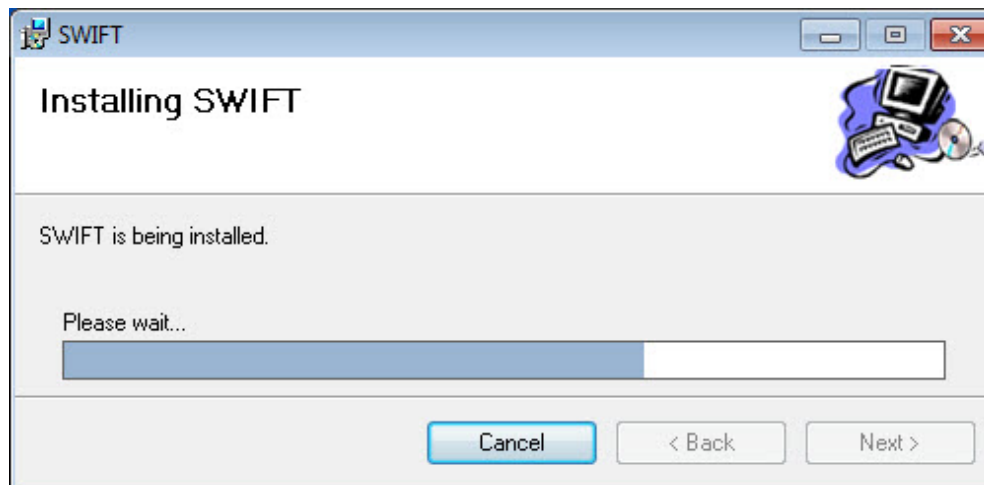 SWIFT
Installing SWIFT
SWIFT is being installed.
Please wait...
Cancel
< Back
Next >